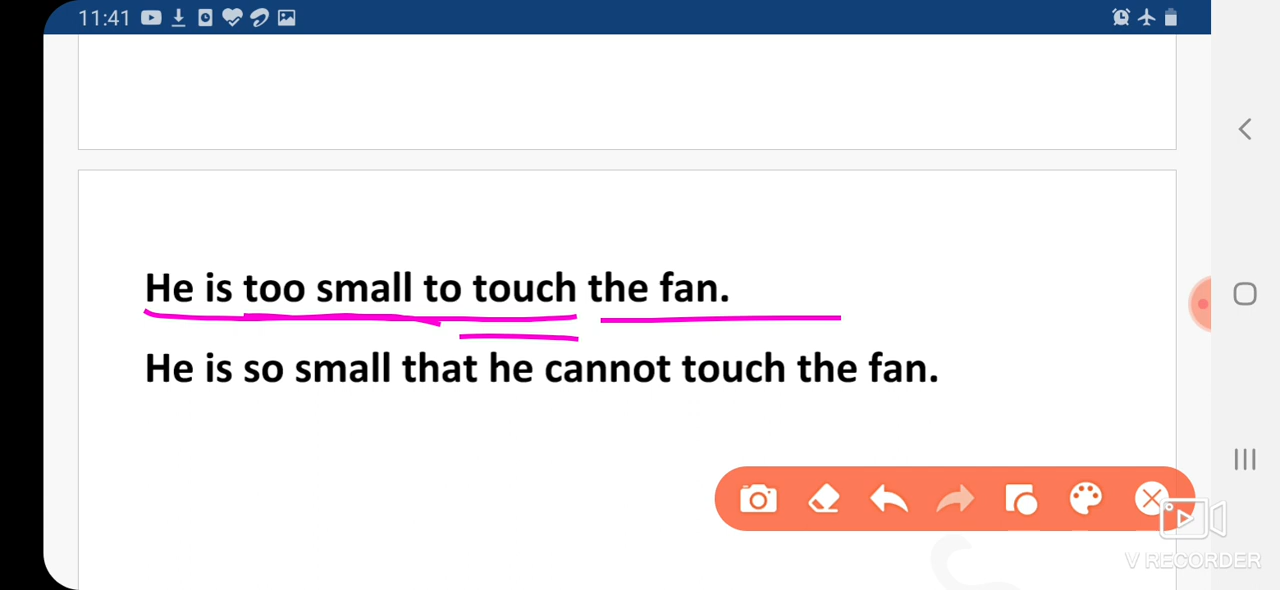 11:41
He is too small to touch the fan.
He is so small that he cannot touch the fan.
V RECORDER